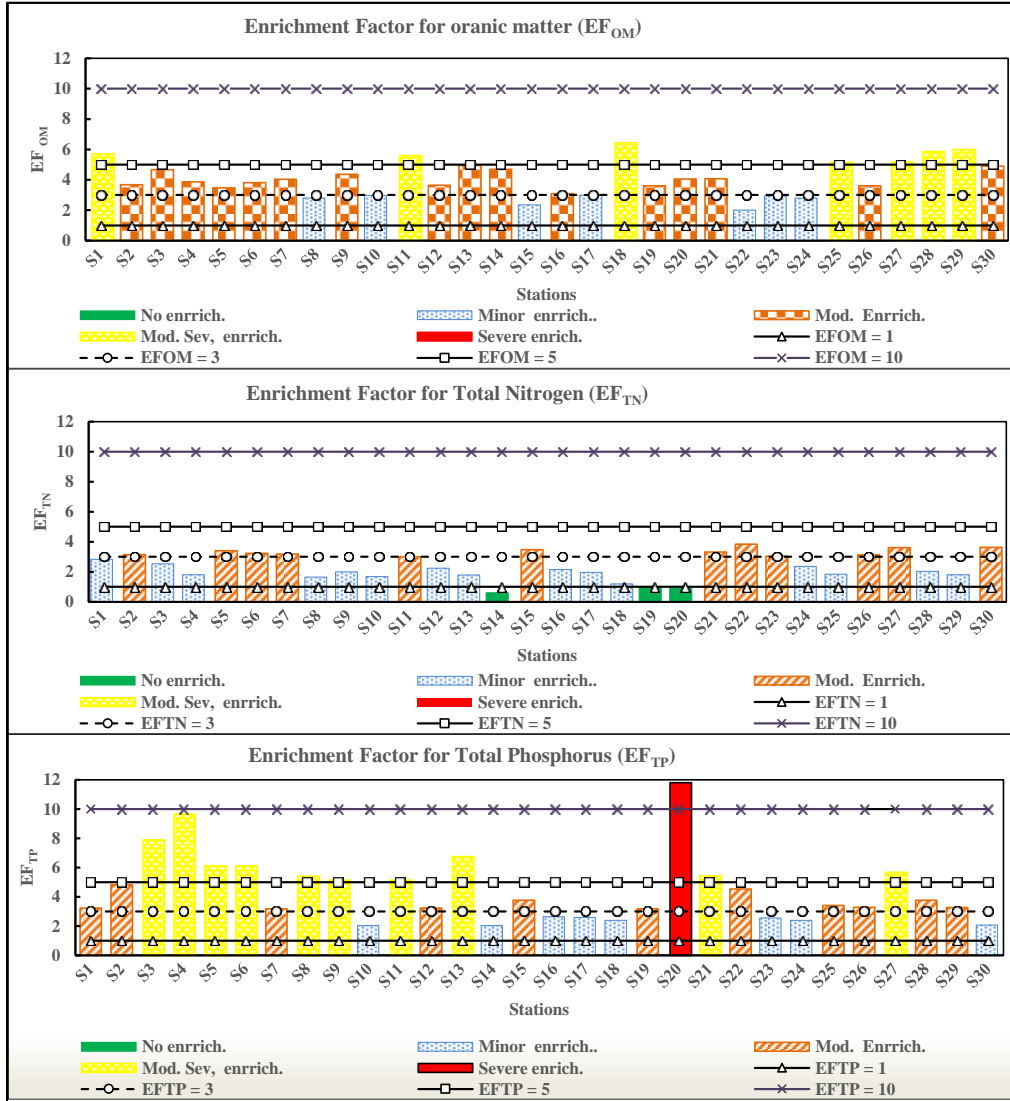 Enrichment Factor for oranic matter (EFOM)
12
10
8
6
4
2
0
EF OM
S1 S2 S3 S4 S5 S6 S7 S8 S9 S10 S11 S12 S13 S14 S15 S16 S17 S18 S19 S20 S21 S22 S23 S24 S25 S26 S27 S28 S29 S30
Stations
No enrrich. Minor enrrich.. Mod. Enrrich.
Mod. Sev, enrrich. Severe enrich. EFOM = 1
EFOM = 3 EFOM = 5 EFOM = 10
Enrichment Factor for Total Nitrogen (EFTN)
12
10
8
6
4
2
0
EFTN
S1 S2 S3 S4 S5 S6 S7 S8 S9 S10 S11 S12 S13 S14 S15 S16 S17 S18 S19 S20 S21 S22 S23 S24 S25 S26 S27 S28 S29 S30
Stations
No enrrich. Minor enrrich.. Mod. Enrrich.
Mod. Sev, enrrich. Severe enrich. EFTN = 1
EFTN = 3 EFTN = 5 EFTN = 10
Enrichment Factor for Total Phosphorus (EFTP)
12
10
8
6
4
2
0
EFTP
S1 S2 S3 S4 S5 S6 S7 S8 S9 S10 S11 S12 S13 S14 S15 S16 S17 S18 S19 S20 S21 S22 S23 S24 S25 S26 S27 S28 S29 S30
Stations
No enrrich. Minor enrrich.. Mod. Enrrich.
Mod. Sev, enrrich. Severe enrich. EFTP = 1
EFTP = 3 EFTP = 5 EFTP = 10